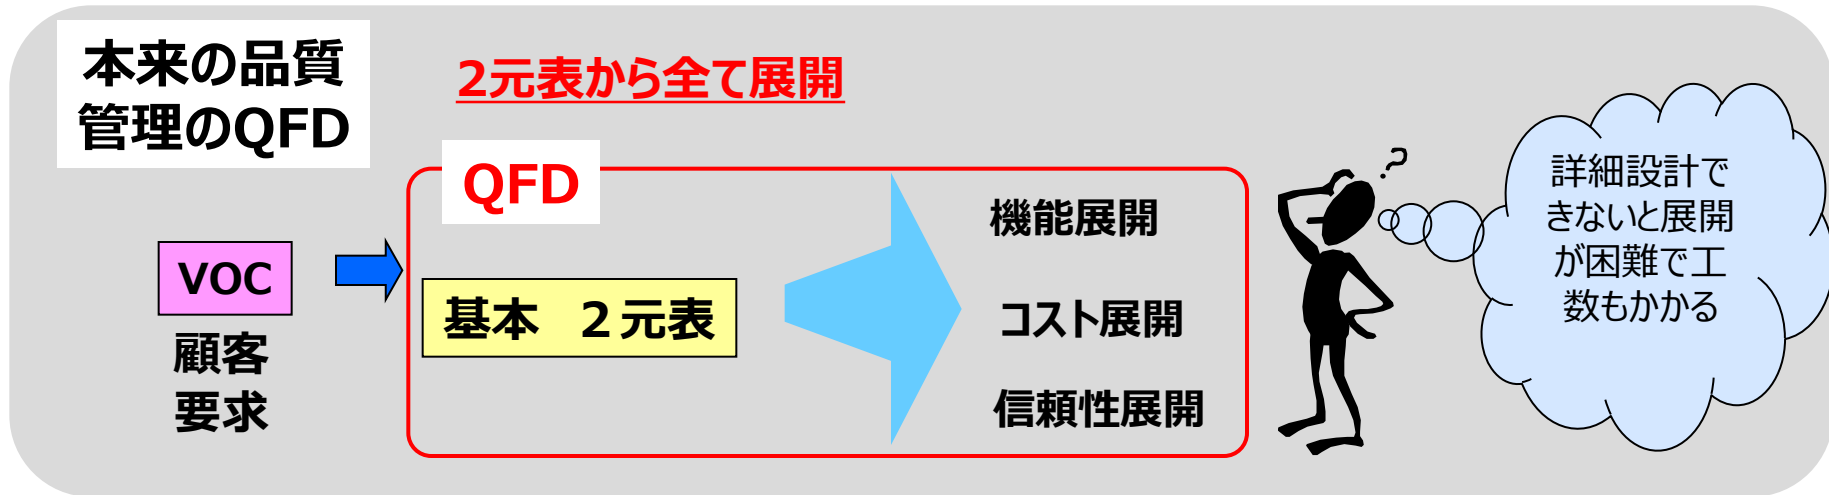 本来の品質
管理のQFD
2元表から全て展開
QFD
VOC
顧客
要求
基本　２元表
機能展開
コスト展開
信頼性展開
?
詳細設計で
きないと展開
が困難で工
数もかかる